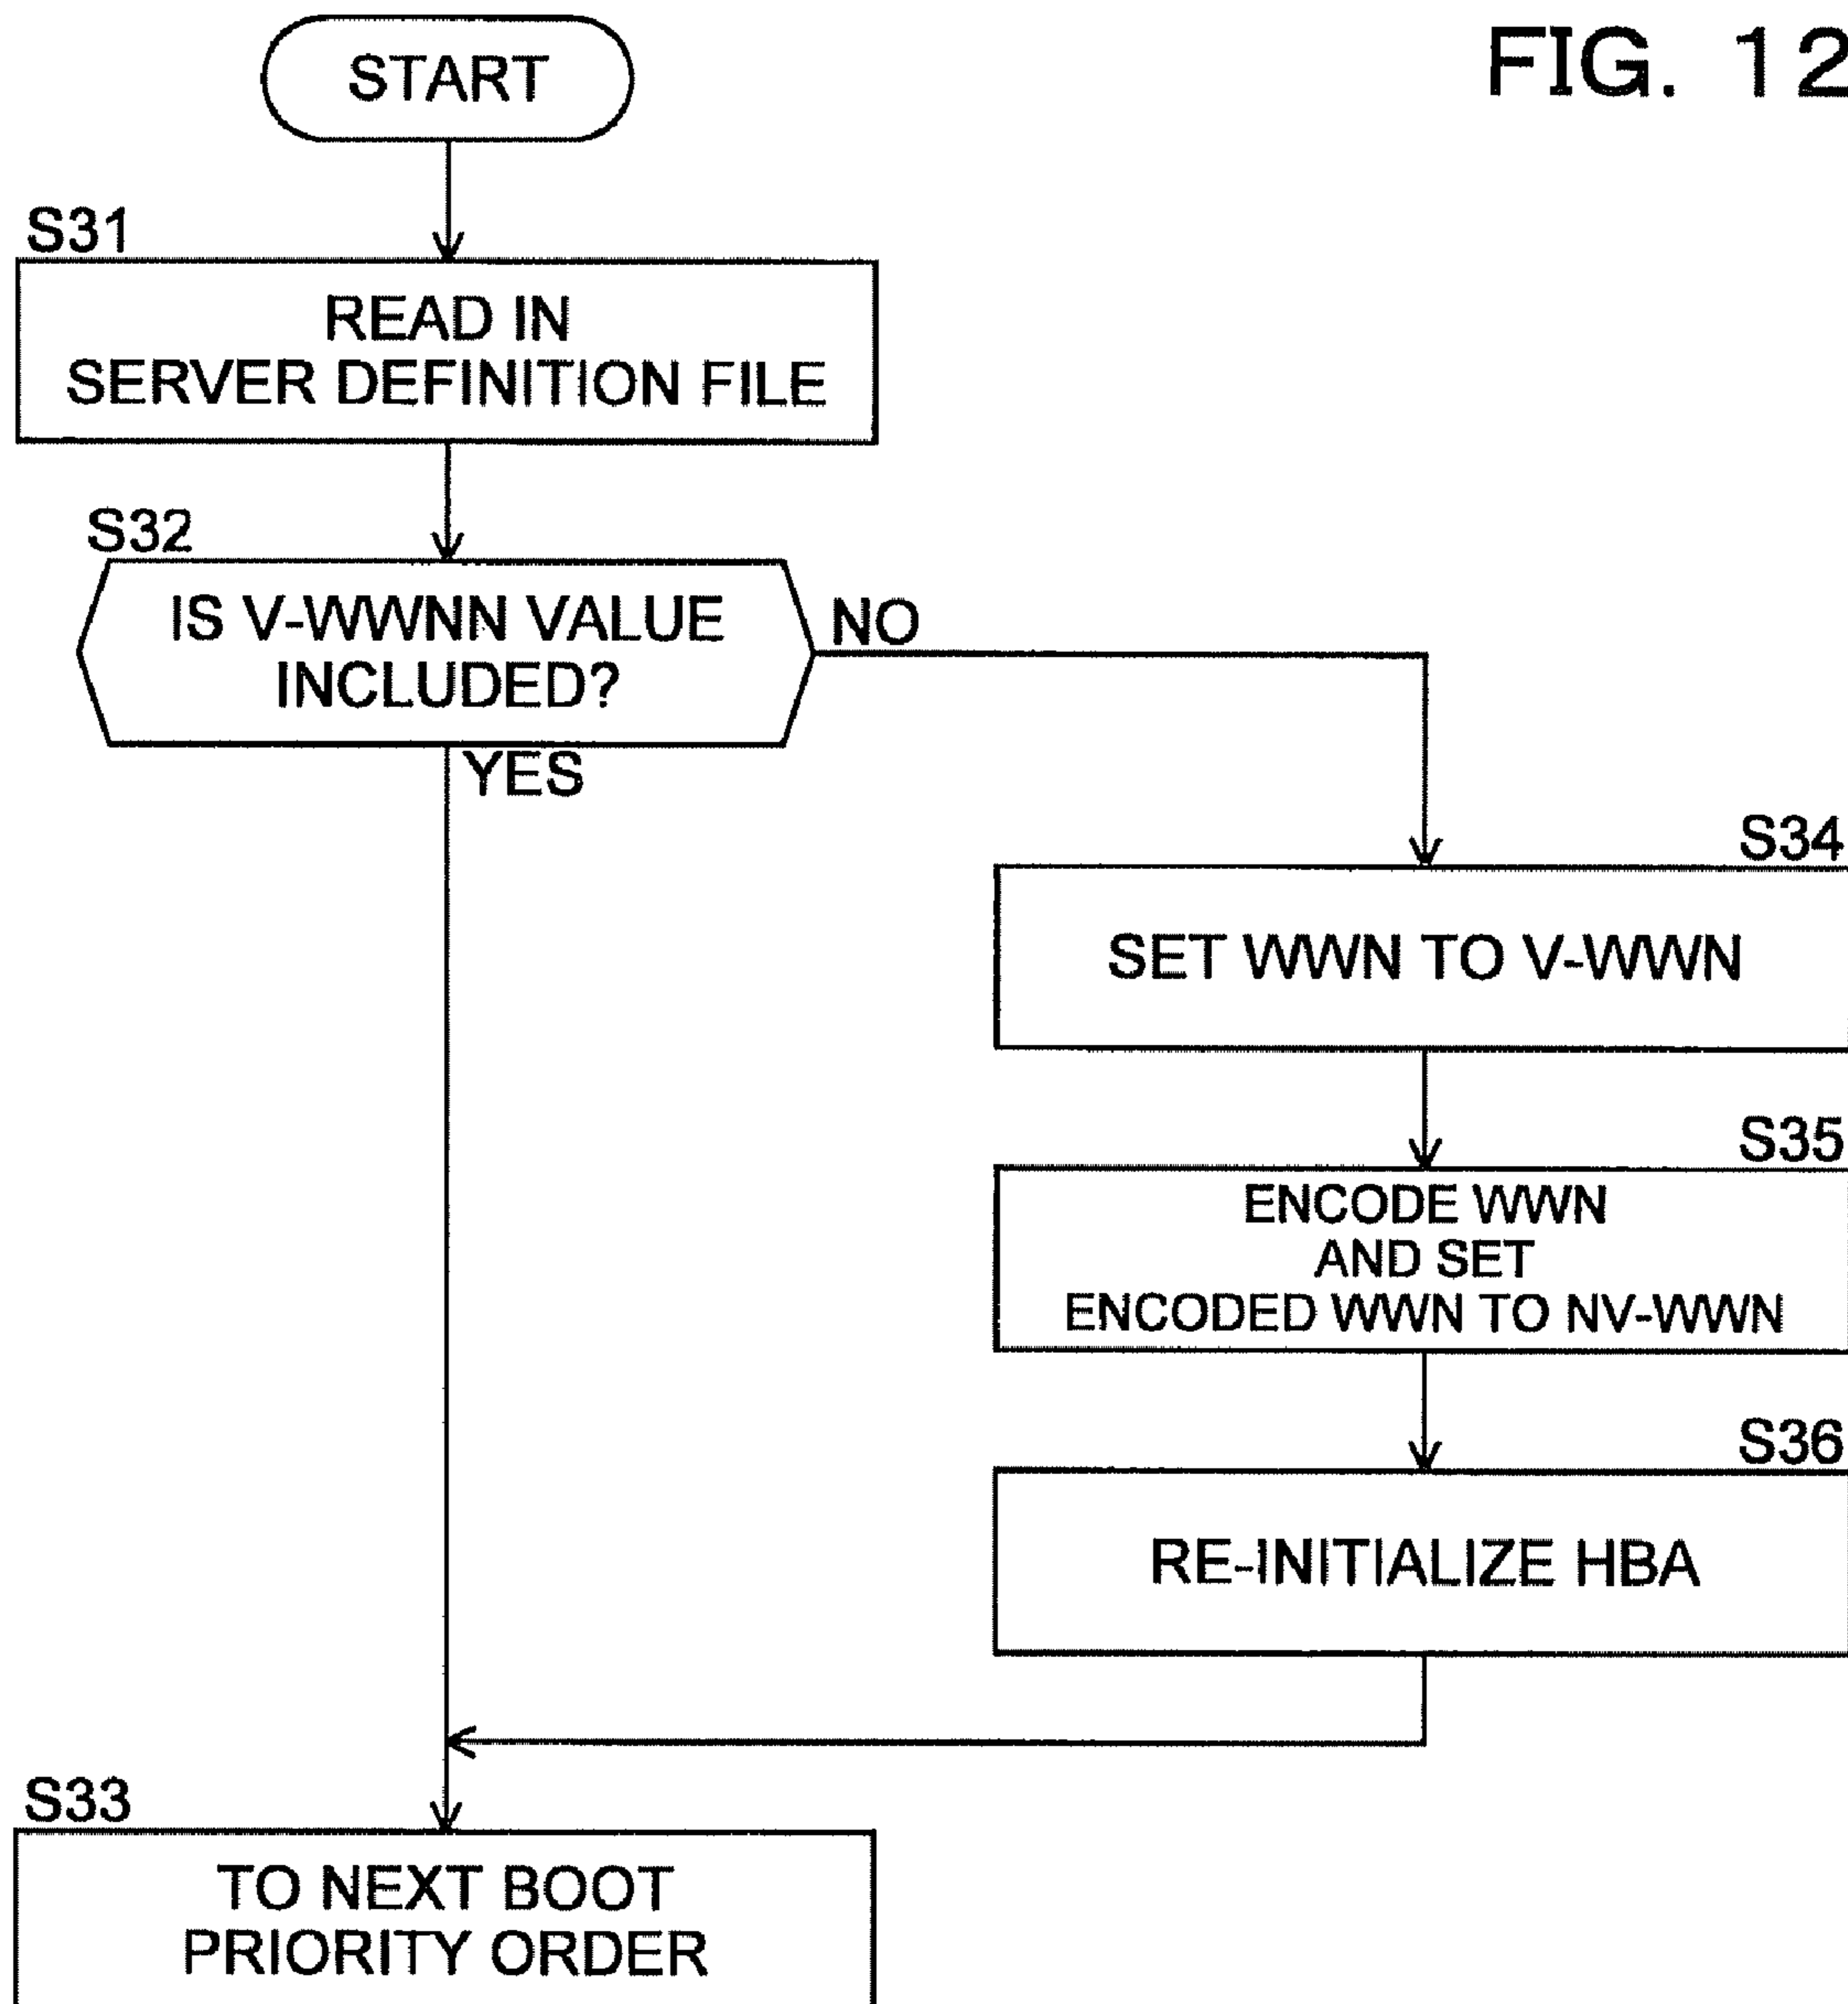 FIG. 12
START
S31
READ IN
SERVER DEFINITION FILE
S32
IS V-WWNN VALUE
INCLUDED?
NO
YES
S34
SET WWN TO V-WWN
S35
ENCODE WWN
AND SET
ENCODED WWN TO NV-WWN
S36
RE-INITIALIZE HBA
S33
TO NEXT BOOT
PRIORITY ORDER